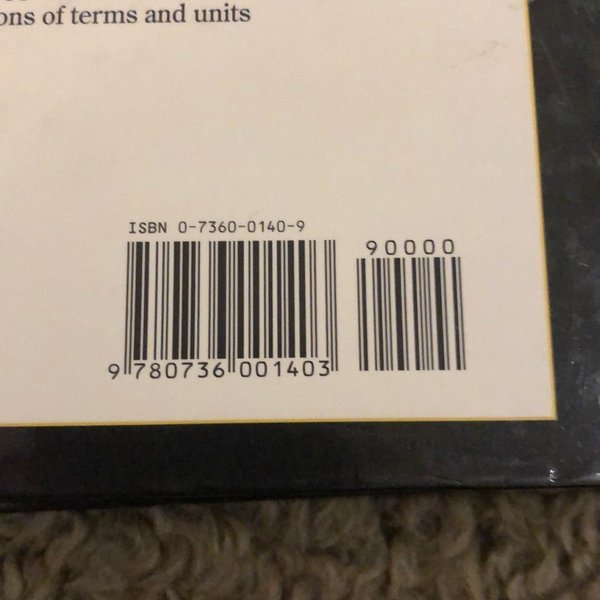 ons of terms and units
ISBN 0-7360-0140-9
90000
9 780736 001403